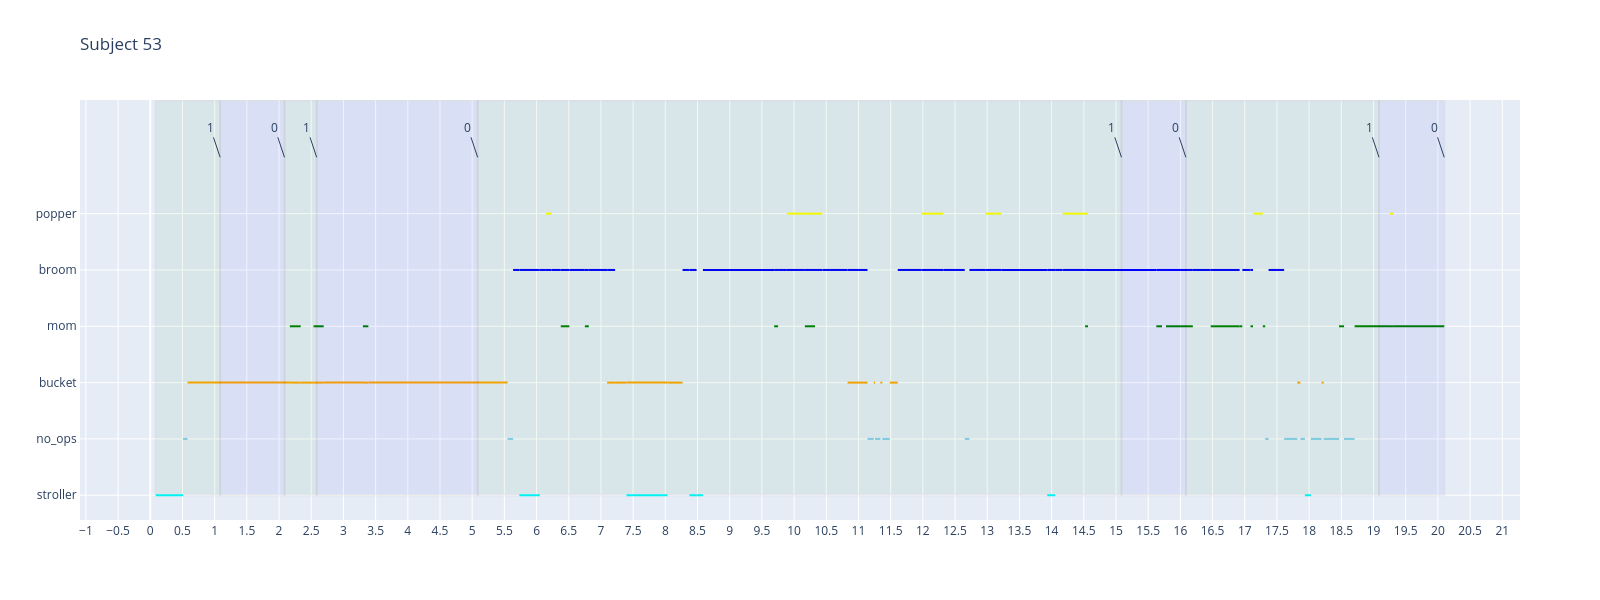 Subject 53
1 0 1 0 1 0 1 0
popper
broom
mom
bucket
no_ops
stroller
−1 −0.5 0 0.5 1 1.5 2 2.5 3 3.5 4 4.5 5 5.5 6 6.5 7 7.5 8 8.5 9 9.5 10 10.5 11 11.5 12 12.5 13 13.5 14 14.5 15 15.5 16 16.5 17 17.5 18 18.5 19 19.5 20 20.5 21